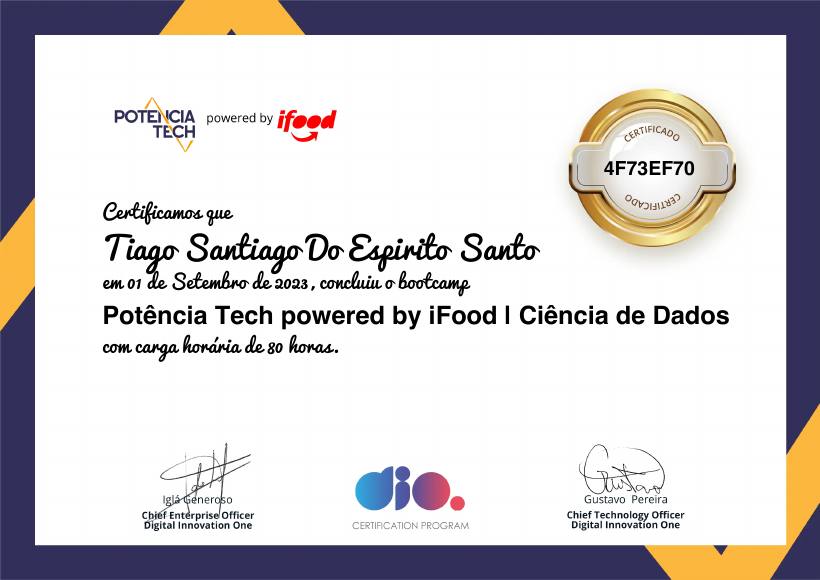 POTÊNCIA
TECH
powered by
ifood
CERTIFICADO
4F73EF70
CERTIFICADO
Certificamos que
Tiago Santiago Do Espirito Santo
em 01 de Setembro de 2023, concluiu o bootcamp
Potência Tech powered by iFood | Ciência de Dados
com carga horária de 80 horas.
Iglá Generoso
Chief Enterprise Officer
Digital Innovation One
dio.
CERTIFICATION PROGRAM
Gustavo
Gustavo Pereira
Chief Technology Officer
Digital Innovation One